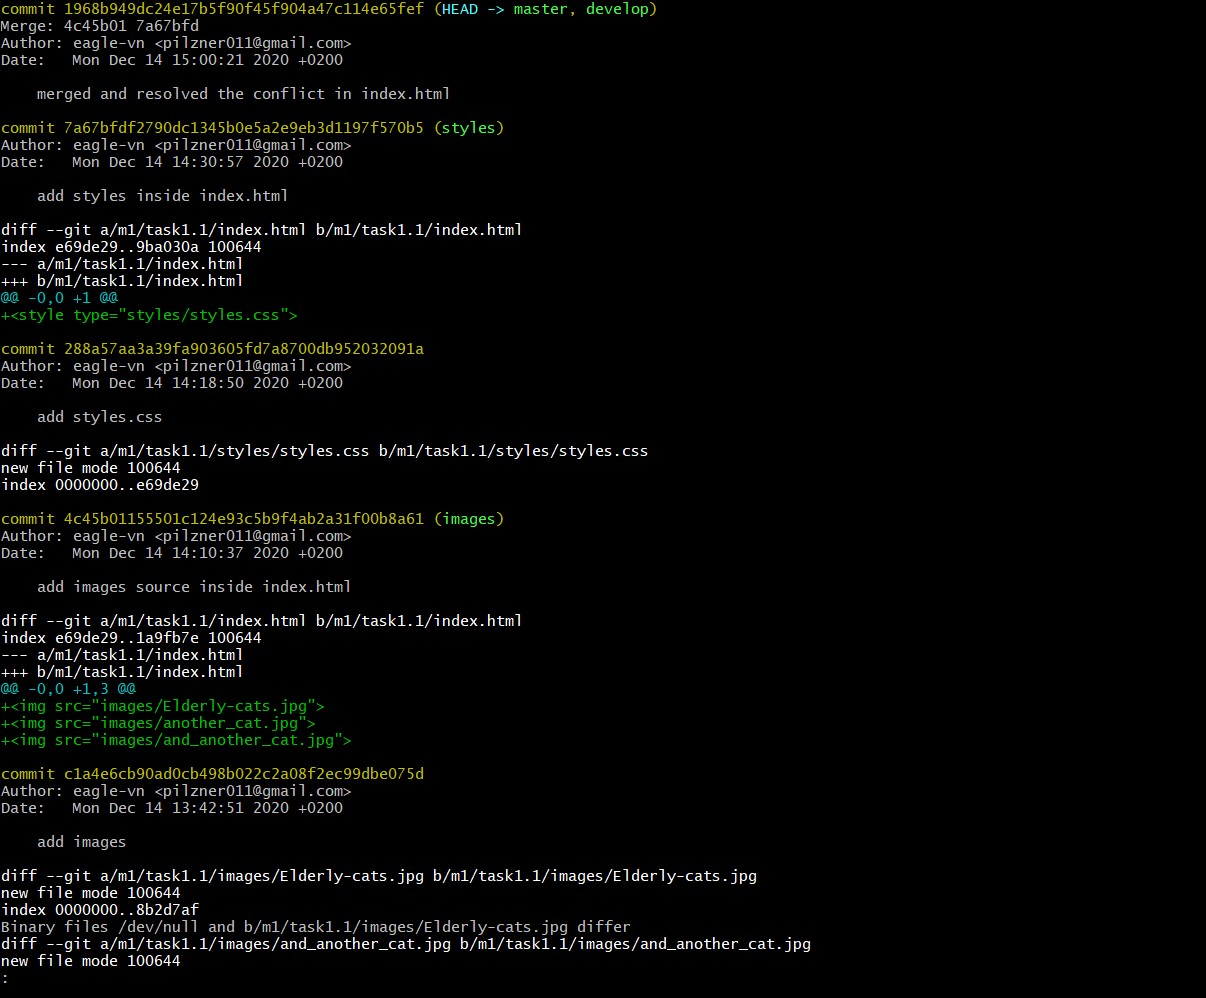 commit 1968b949dc24e17b5f90f45f904a47c114e65fef (HEAD -> master, develop)
Merge: 4c45b01 7a67bfd
Author: eagle-vn <pilzner011@gmail.com>
Date:   Mon Dec 14 15:00:21 2020 +0200

    merged and resolved the conflict in index.html

commit 7a67bfdf2790dc1345b0e5a2e9eb3d1197f570b5 (styles)
Author: eagle-vn <pilzner011@gmail.com>
Date:   Mon Dec 14 14:30:57 2020 +0200

    add styles inside index.html

diff --git a/m1/task1.1/index.html b/m1/task1.1/index.html
index e69de29..9ba030a 100644
--- a/m1/task1.1/index.html
+++ b/m1/task1.1/index.html
@@ -0,0 +1 @@
+<style type="styles/styles.css">

commit 288a57aa3a39fa903605fd7a8700db952032091a
Author: eagle-vn <pilzner011@gmail.com>
Date:   Mon Dec 14 14:18:50 2020 +0200

    add styles.css

diff --git a/m1/task1.1/styles/styles.css b/m1/task1.1/styles/styles.css
new file mode 100644
index 0000000..e69de29

commit 4c45b01155501c124e93c5b9f4ab2a31f00b8a61 (images)
Author: eagle-vn <pilzner011@gmail.com>
Date:   Mon Dec 14 14:10:37 2020 +0200

    add images source inside index.html

diff --git a/m1/task1.1/index.html b/m1/task1.1/index.html
index e69de29..1a9fb7e 100644
--- a/m1/task1.1/index.html
+++ b/m1/task1.1/index.html
@@ -0,0 +1,3 @@
+<img src="images/Elderly-cats.jpg">
+<img src="images/another_cat.jpg">
+<img src="images/and_another_cat.jpg">

commit c1a4e6cb90ad0cb498b022c2a08f2ec99dbe075d
Author: eagle-vn <pilzner011@gmail.com>
Date:   Mon Dec 14 13:42:51 2020 +0200

    add images

diff --git a/m1/task1.1/images/Elderly-cats.jpg b/m1/task1.1/images/Elderly-cats.jpg
new file mode 100644
index 0000000..8b2d7af
Binary files /dev/null and b/m1/task1.1/images/Elderly-cats.jpg differ
diff --git a/m1/task1.1/images/and_another_cat.jpg b/m1/task1.1/images/and_another_cat.jpg
new file mode 100644
: